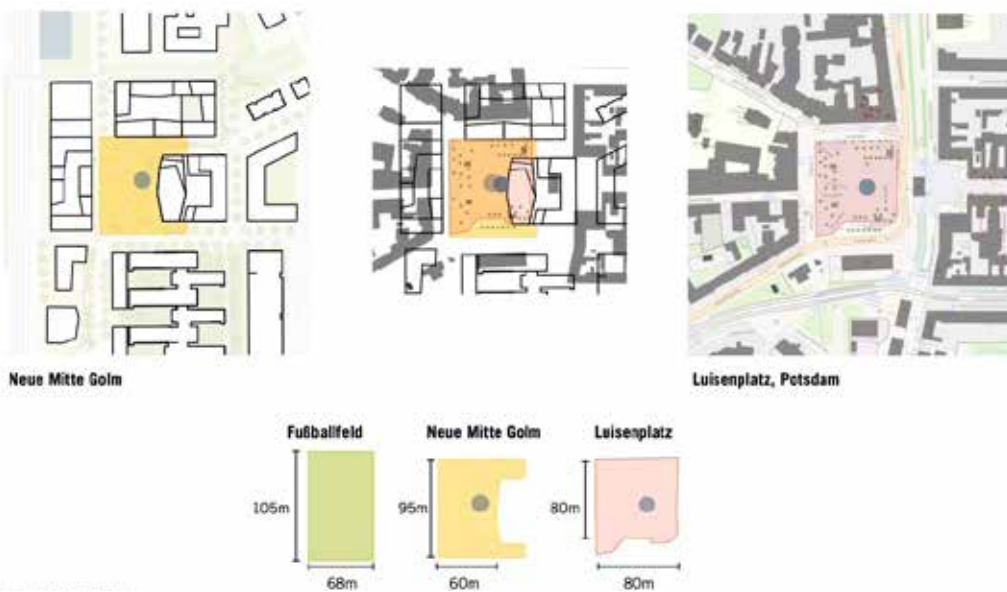 Neue Mitte Golm
Luisenplatz, Potsdam
Fußballfeld
Neue Mitte Golm
Luisenplatz
105m
95m
80m
68m
60m
80m